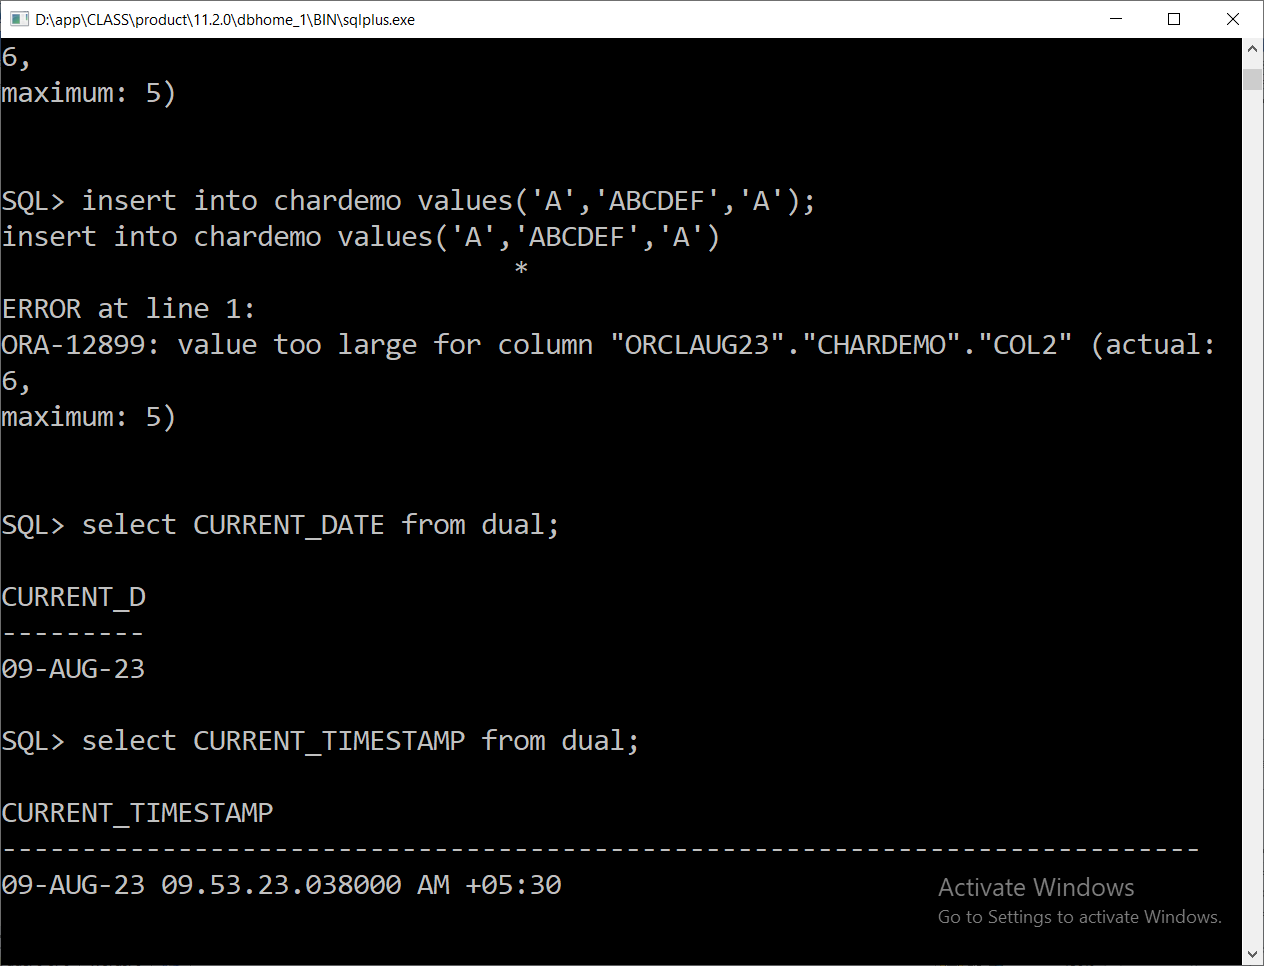 D:\app\CLASS\product\11.2.0\dbhome_1\BIN\sqlplus.exe
6,
maximum: 5)
SQL> insert into chardemo values('A','ABCDEF','A');
insert into chardemo values('A','ABCDEF','A')
*
ERROR at line 1:
ORA-12899: value too large for column "ORCLAUG23"."CHARDEMO"."COL2" (actual:
6,
maximum: 5)
SQL> select CURRENT_DATE from dual;
CURRENT_D
---------
09-AUG-23
SQL> select CURRENT_TIMESTAMP from dual;
CURRENT_TIMESTAMP
---------------------------------------------------------------------------
09-AUG-23 09.53.23.038000 AM +05:30
Activate Windows
Go to Settings to activate Windows.